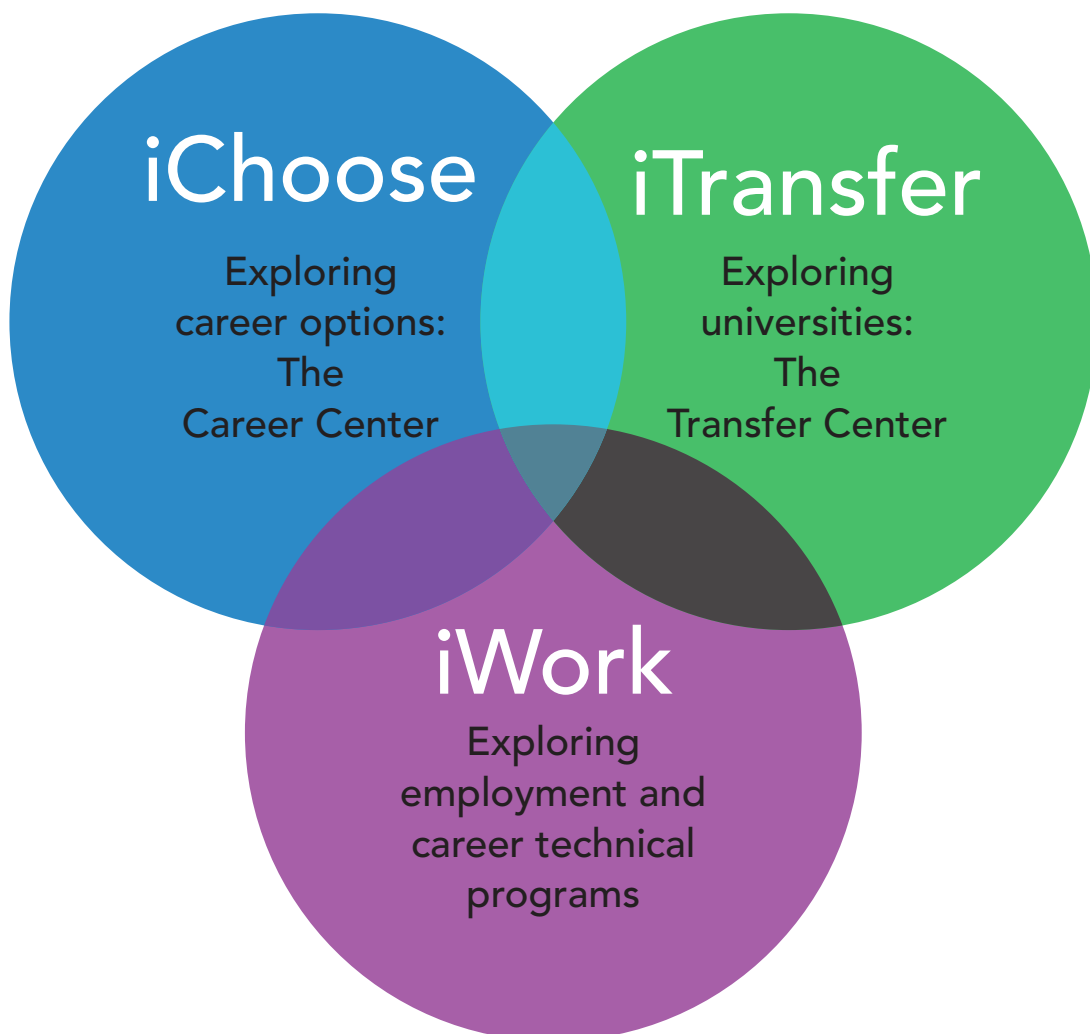 iChoose
Exploring
career options:
The
Career Center
iTransfer
Exploring
universities:
The
Transfer Center
iWork
Exploring
employment and
career technical
programs